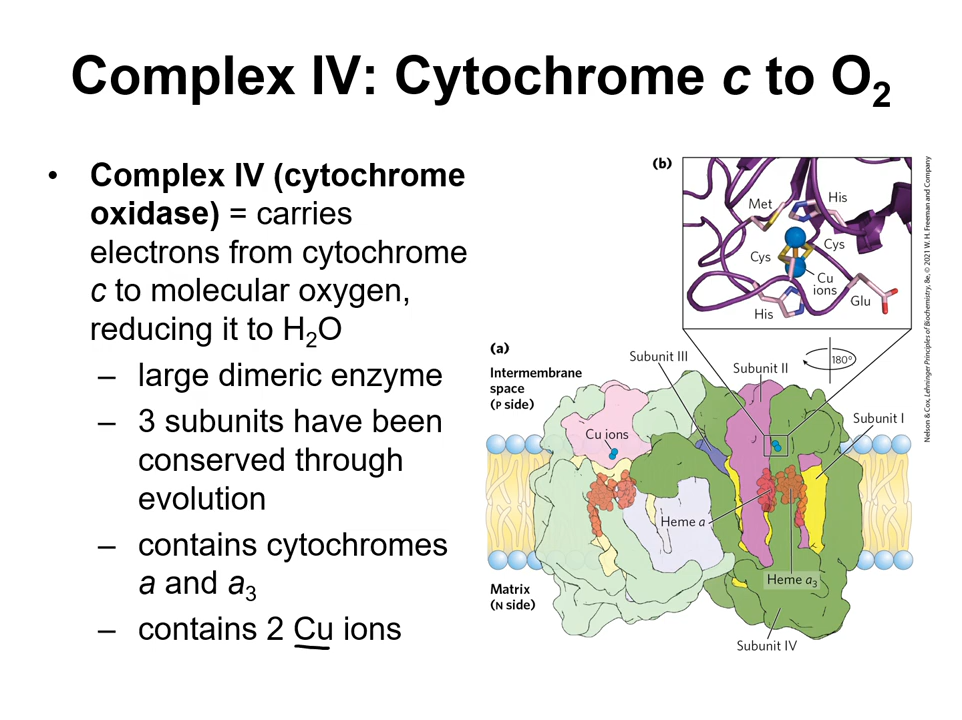 Complex IV: Cytochrome c to O₂
• Complex IV (cytochrome
oxidase) = carries
electrons from cytochrome
c to molecular oxygen,
reducing it to H₂O
– large dimeric enzyme
– 3 subunits have been
conserved through
evolution
– contains cytochromes
a and a₃
– contains 2 Cu ions
(b)
Met
His
Cys
Cys
Cu
ions
Glu
His
(a)
Intermembrane
space
(P side)
Subunit III
180°
Subunit II
Subunit I
Cu ions
Heme a
Heme a₃
Matrix
(N side)
Subunit IV
Nelson & Cox, Lehninger Principles of Biochemistry, 8e, © 2021 W. H. Freeman and Company